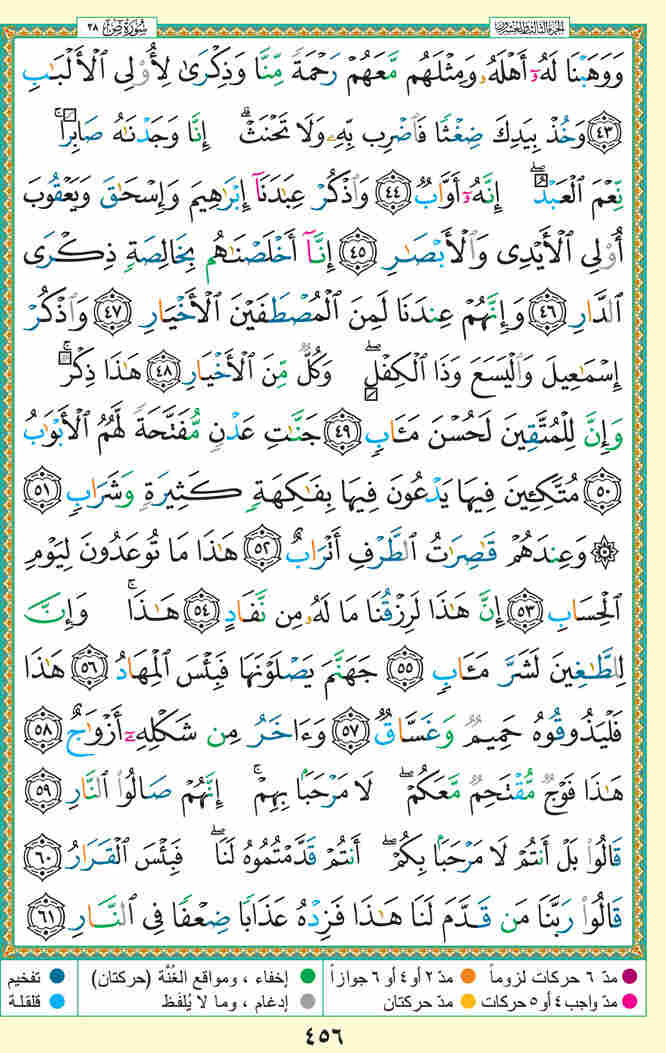 الجزء الثالث والعشرون
سورة ص ٣٨
وَوَهَبْنَا لَهُۥٓ أَهْلَهُۥ وَمِثْلَهُم مَّعَهُمْ رَحْمَةً مِّنَّا وَذِكْرَىٰ لِأُو۟لِى ٱلْأَلْبَـٰبِ
﴿٤٣﴾ وَخُذْ بِيَدِكَ ضِغْثًا فَٱضْرِب بِّهِۦ وَلَا تَحْنَثْ ۗ إِنَّا وَجَدْنَـٰهُ صَابِرًا ۚ
نِّعْمَ ٱلْعَبْدُ ۖ إِنَّهُۥٓ أَوَّابٌ ﴿٤٤﴾ وَٱذْكُرْ عِبَـٰدَنَآ إِبْرَٰهِيمَ وَإِسْحَـٰقَ وَيَعْقُوبَ
أُو۟لِى ٱلْأَيْدِى وَٱلْأَبْصَـٰرِ ﴿٤٥﴾ إِنَّآ أَخْلَصْنَـٰهُم بِخَالِصَةٍ ذِكْرَى
ٱلدَّارِ ﴿٤٦﴾ وَإِنَّهُمْ عِندَنَا لَمِنَ ٱلْمُصْطَفَيْنَ ٱلْأَخْيَارِ ﴿٤٧﴾ وَٱذْكُرْ
إِسْمَـٰعِيلَ وَٱلْيَسَعَ وَذَا ٱلْكِفْلِ ۖ وَكُلٌّ مِّنَ ٱلْأَخْيَارِ ﴿٤٨﴾ هَـٰذَا ذِكْرٌ ۚ
وَإِنَّ لِلْمُتَّقِينَ لَحُسْنَ مَـَٔابٍ ﴿٤٩﴾ جَنَّـٰتِ عَدْنٍ مُّفَتَّحَةً لَّهُمُ ٱلْأَبْوَٰبُ
﴿٥٠﴾ مُتَّكِـِٔينَ فِيهَا يَدْعُونَ فِيهَا بِفَـٰكِهَةٍ كَثِيرَةٍ وَشَرَابٍ ﴿٥١﴾
۞ وَعِندَهُمْ قَـٰصِرَٰتُ ٱلطَّرْفِ أَتْرَابٌ ﴿٥٢﴾ هَـٰذَا مَا تُوعَدُونَ لِيَوْمِ
ٱلْحِسَابِ ﴿٥٣﴾ إِنَّ هَـٰذَا لَرِزْقُنَا مَا لَهُۥ مِن نَّفَادٍ ﴿٥٤﴾ هَـٰذَا ۚ وَإِنَّ
لِلطَّـٰغِينَ لَشَرَّ مَـَٔابٍ ﴿٥٥﴾ جَهَنَّمَ يَصْلَوْنَهَا فَبِئْسَ ٱلْمِهَادُ ﴿٥٦﴾ هَـٰذَا
فَلْيَذُوقُوهُ حَمِيمٌ وَغَسَّاقٌ ﴿٥٧﴾ وَءَاخَرُ مِن شَكْلِهِۦٓ أَزْوَٰجٌ ﴿٥٨﴾
هَـٰذَا فَوْجٌ مُّقْتَحِمٌ مَّعَكُمْ ۖ لَا مَرْحَبًۢا بِهِمْ ۚ إِنَّهُمْ صَالُوا۟ ٱلنَّارِ ﴿٥٩﴾
قَالُوا۟ بَلْ أَنتُمْ لَا مَرْحَبًۢا بِكُمْ ۖ أَنتُمْ قَدَّمْتُمُوهُ لَنَا ۖ فَبِئْسَ ٱلْقَرَارُ ﴿٦٠﴾
قَالُوا۟ رَبَّنَا مَن قَدَّمَ لَنَا هَـٰذَا فَزِدْهُ عَذَابًا ضِعْفًا فِى ٱلنَّارِ ﴿٦١﴾
مدّ ٦ حركات لزوماً مدّ ٢ أو ٤ أو ٦ جوازاً إخفاء ، ومواقع الغُنَّة (حركتان) تفخيم
مدّ واجب ٤ أو ٥ حركات مدّ حركتان إدغام ، وما لا يُلفَظ قلقلة
٤٥٦